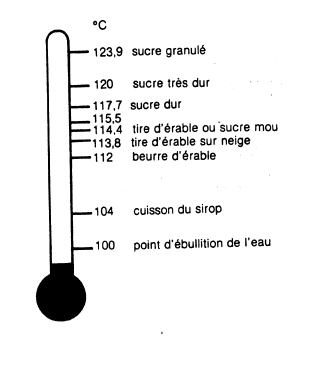 °C
123,9 sucre granulé
120 sucre très dur
117,7 sucre dur
115,5
114,4 tire d'érable ou sucre mou
113,8 tire d'érable sur neige
112 beurre d'érable
104 cuisson du sirop
100 point d'ébullition de l'eau